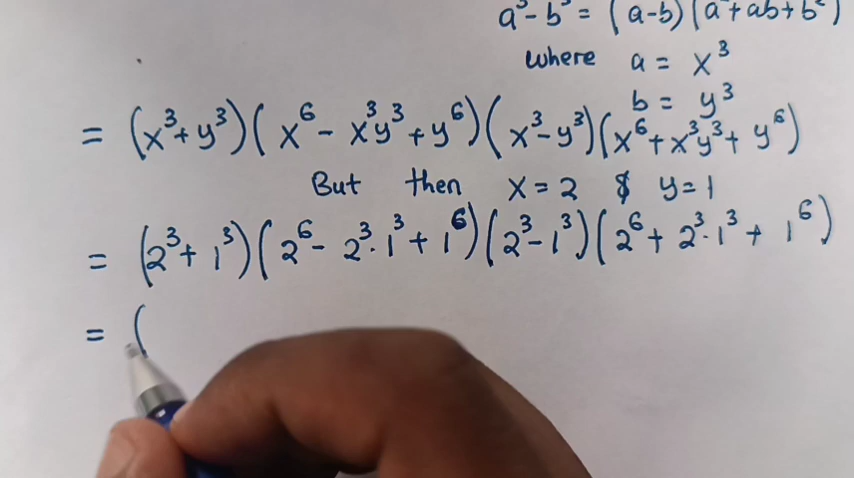 a³-b³ = (a-b)(a²+ab+b²)
where a = x³
b = y³
= (x³+y³)(x⁶-x³y³+y⁶)(x³-y³)(x⁶+x³y³+y⁶)
But then x=2 & y=1
= (2³+1³)(2⁶-2³·1³+1⁶)(2³-1³)(2⁶+2³·1³+1⁶)
= (